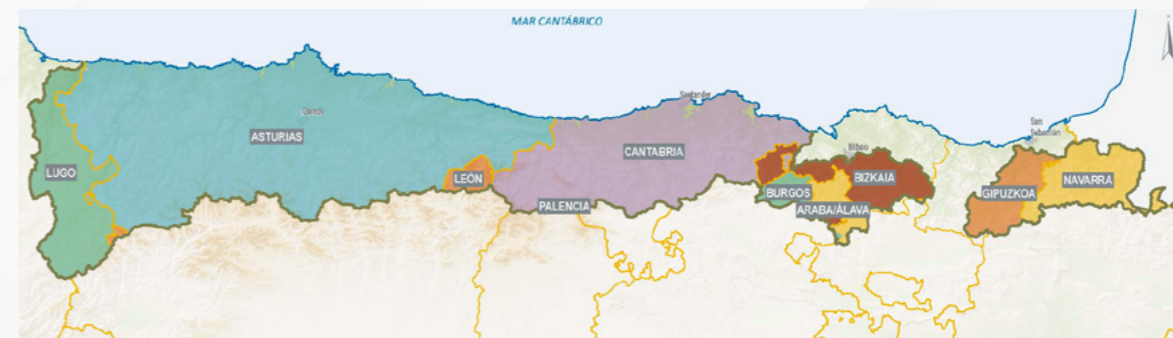 MAR CANTÁBRICO
Santander
Oviedo
San
Sebastián
ASTURIAS
Bilbao
CANTABRIA
LUGO
LEÓN
BIZKAIA
NAVARRA
BURGOS
GIPUZKOA
PALENCIA
ARABA/ÁLAVA